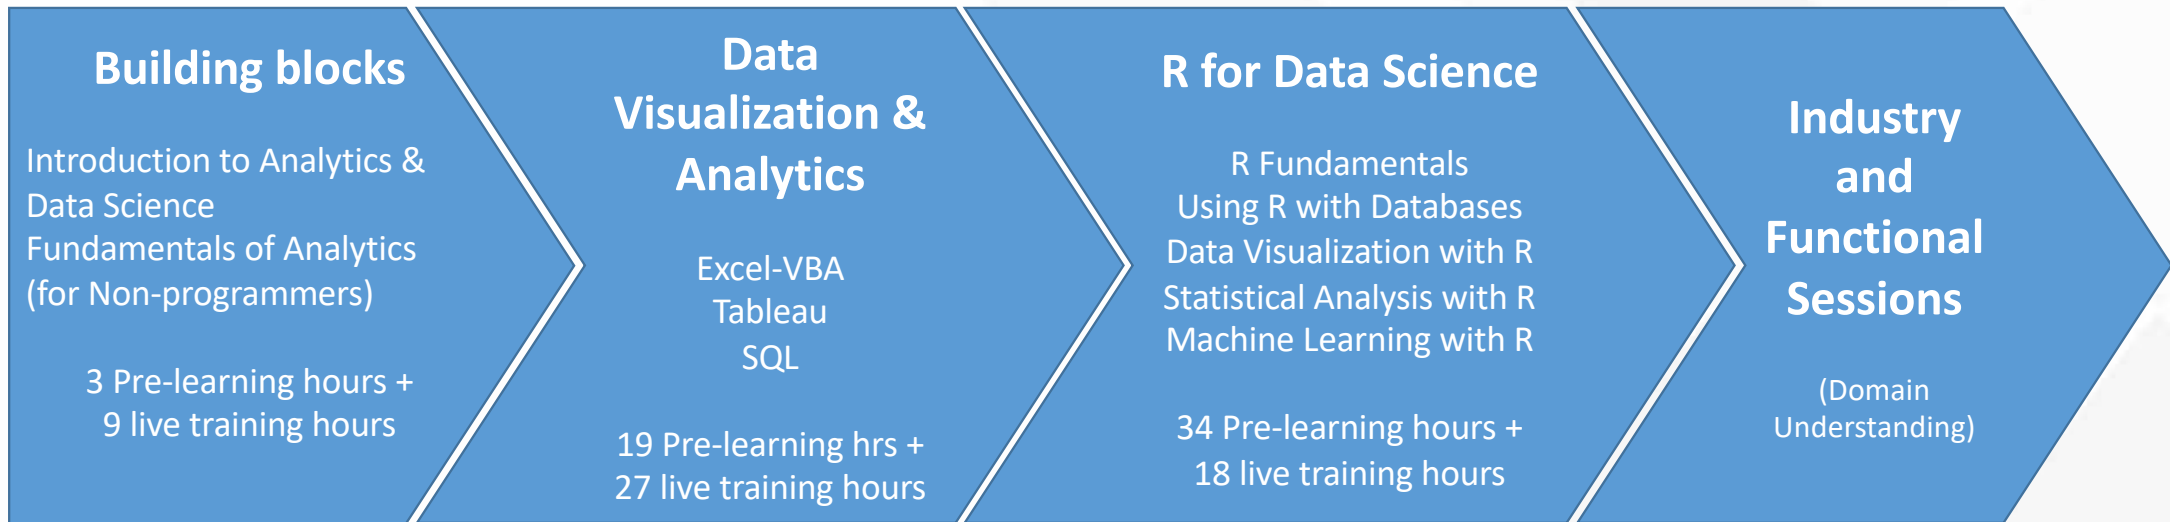 Building blocks
Introduction to Analytics &
Data Science
Fundamentals of Analytics
(for Non-programmers)
3 Pre-learning hours +
9 live training hours
Data
Visualization &
Analytics
Excel-VBA
Tableau
SQL
19 Pre-learning hrs +
27 live training hours
R for Data Science
R Fundamentals
Using R with Databases
Data Visualization with R
Statistical Analysis with R
Machine Learning with R
34 Pre-learning hours +
18 live training hours
Industry
and
Functional
Sessions
(Domain
Understanding)